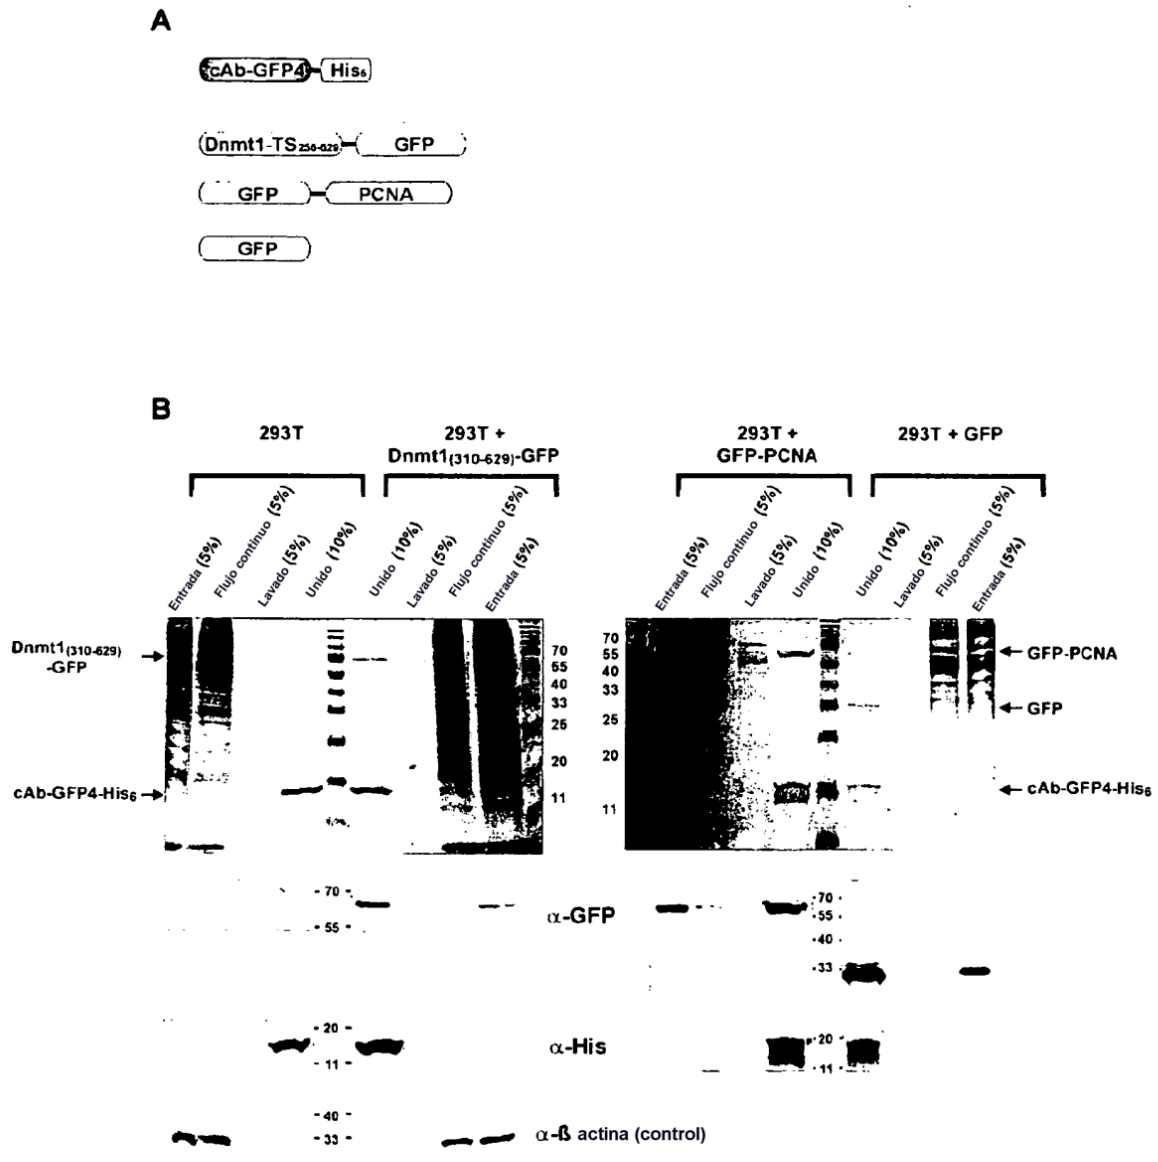 A
cAb-GFP4 His6
Dnmt1-TS256-629 GFP
GFP PCNA
GFP
B
293T
293T +
Dnmt1(310-629)-GFP
293T +
GFP-PCNA
293T + GFP
Entrada (5%)
Flujo continuo (5%)
Lavado (5%)
Unido (10%)
Unido (10%)
Lavado (5%)
Flujo continuo (5%)
Entrada (5%)
Entrada (5%)
Flujo continuo (5%)
Lavado (5%)
Unido (10%)
Unido (10%)
Lavado (5%)
Flujo continuo (5%)
Entrada (5%)
Dnmt1(310-629)
-GFP
cAb-GFP4-His6
70
55
40
33
25
20
11
70
55
40
33
25
20
11
GFP-PCNA
GFP
cAb-GFP4-His6
- 70 -
- 55 -
α-GFP
70
55
40
33
- 20 -
- 11 -
α-His
20
11
- 40 -
- 33 -
α-ß actina (control)